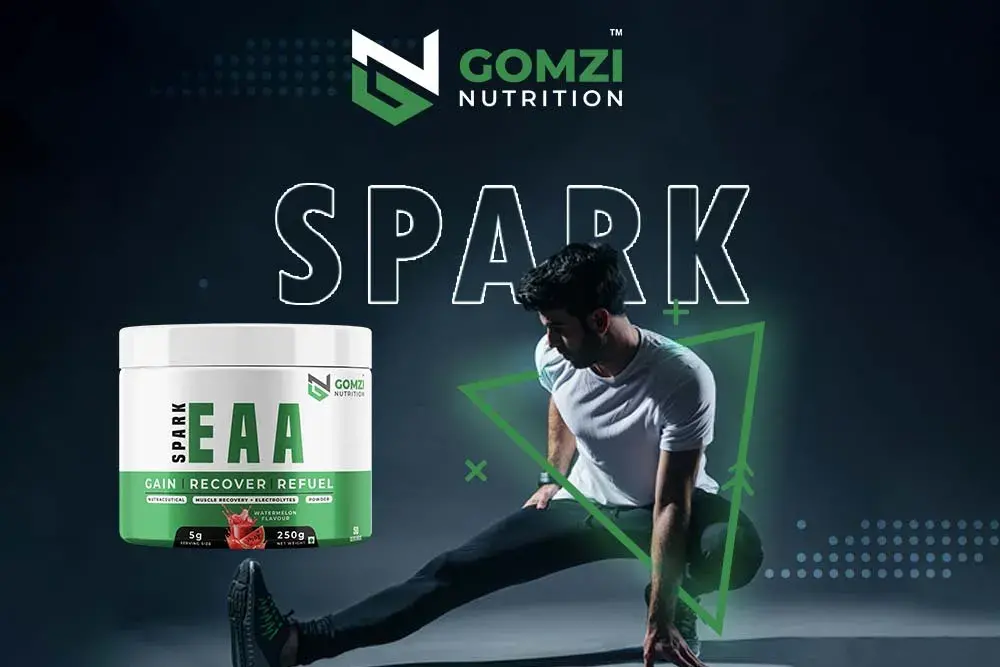 GOMZI
™
NUTRITION
SPARK
GOMZI
NUTRITION
SPARK
EAA
GAIN | RECOVER | REFUEL
NUTRACEUTICAL
MUSCLE RECOVERY + ELECTROLYTES
POWDER
WATERMELON
FLAVOUR
5g
SERVING SIZE
250g
NET WEIGHT
50